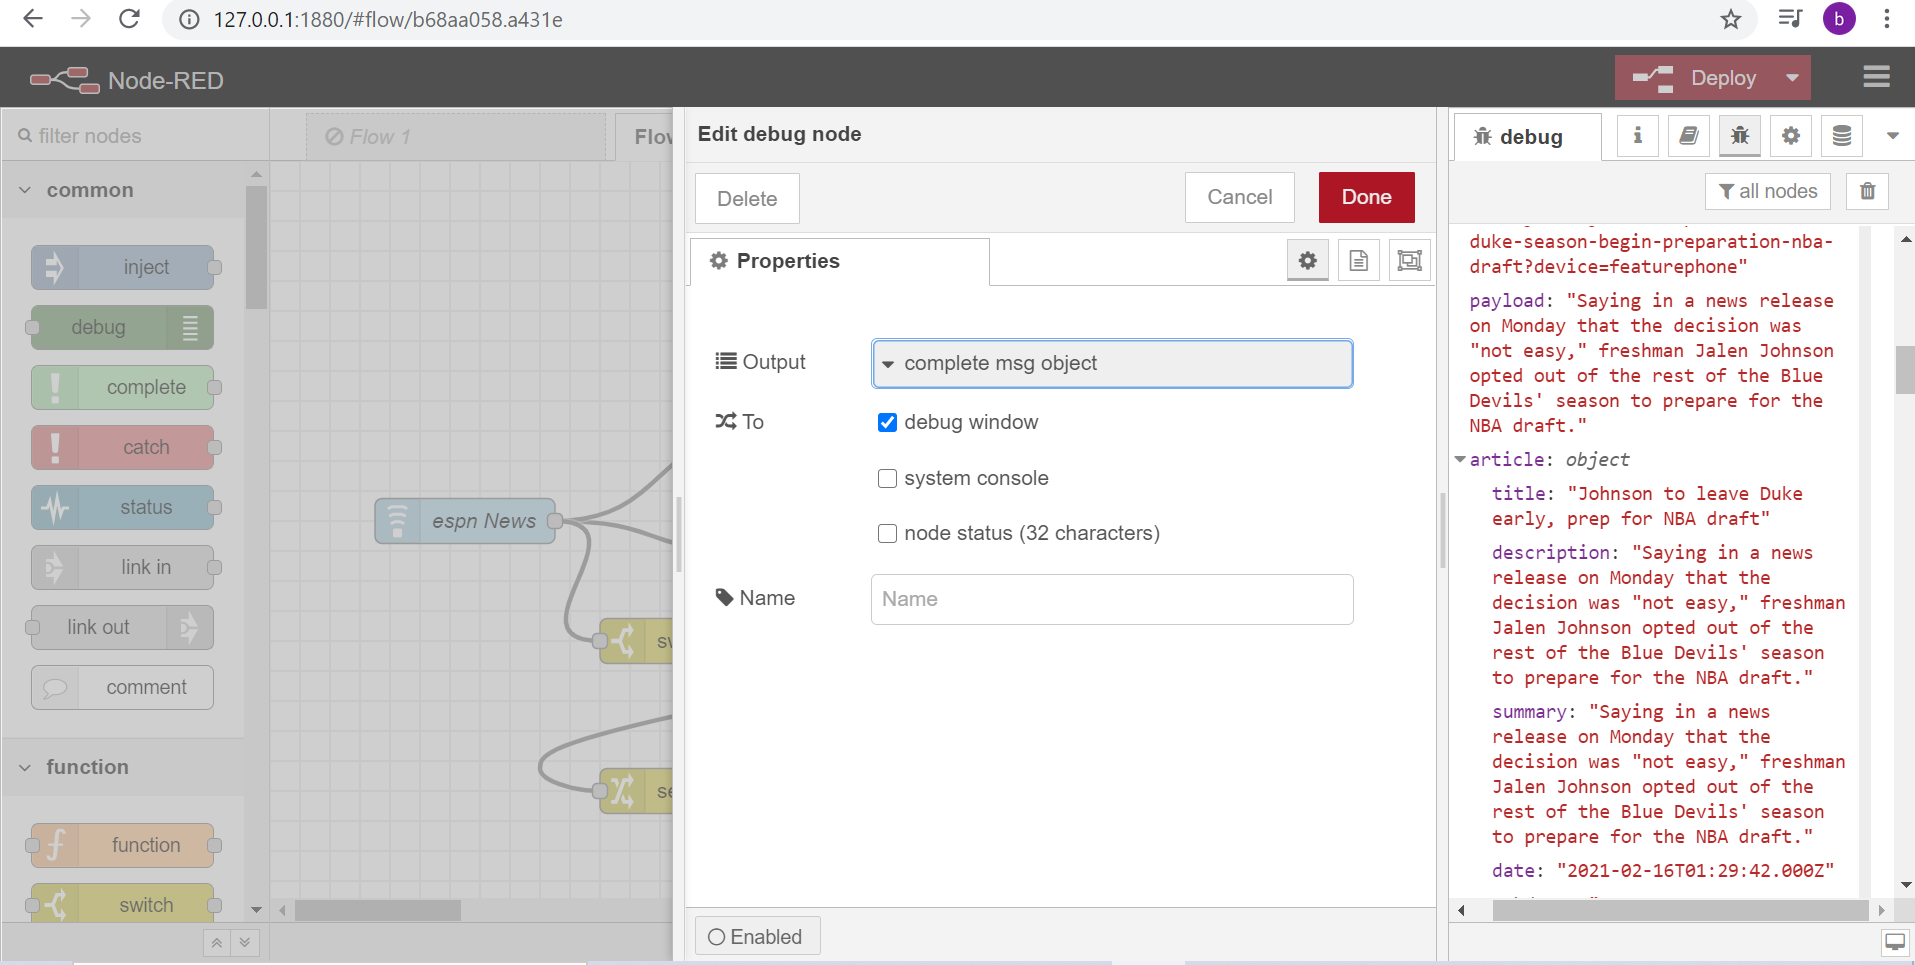 127.0.0.1:1880/#flow/b68aa058.a431e
b
Node-RED
Deploy
filter nodes
Flow 1
Flow
Edit debug node
debug
i
common
Delete
Cancel
Done
all nodes
Properties
inject
debug
complete
catch
status
link in
link out
comment
function
function
switch
espn News
sw
se
Output
complete msg object
To
debug window
system console
node status (32 characters)
Name
Name
Enabled
duke-season-begin-preparation-nba-
draft?device=featurephone"
payload: "Saying in a news release
on Monday that the decision was
"not easy," freshman Jalen Johnson
opted out of the rest of the Blue
Devils' season to prepare for the
NBA draft."
article: object
title: "Johnson to leave Duke
early, prep for NBA draft"
description: "Saying in a news
release on Monday that the
decision was "not easy," freshman
Jalen Johnson opted out of the
rest of the Blue Devils' season
to prepare for the NBA draft."
summary: "Saying in a news
release on Monday that the
decision was "not easy," freshman
Jalen Johnson opted out of the
rest of the Blue Devils' season
to prepare for the NBA draft."
date: "2021-02-16T01:29:42.000Z"